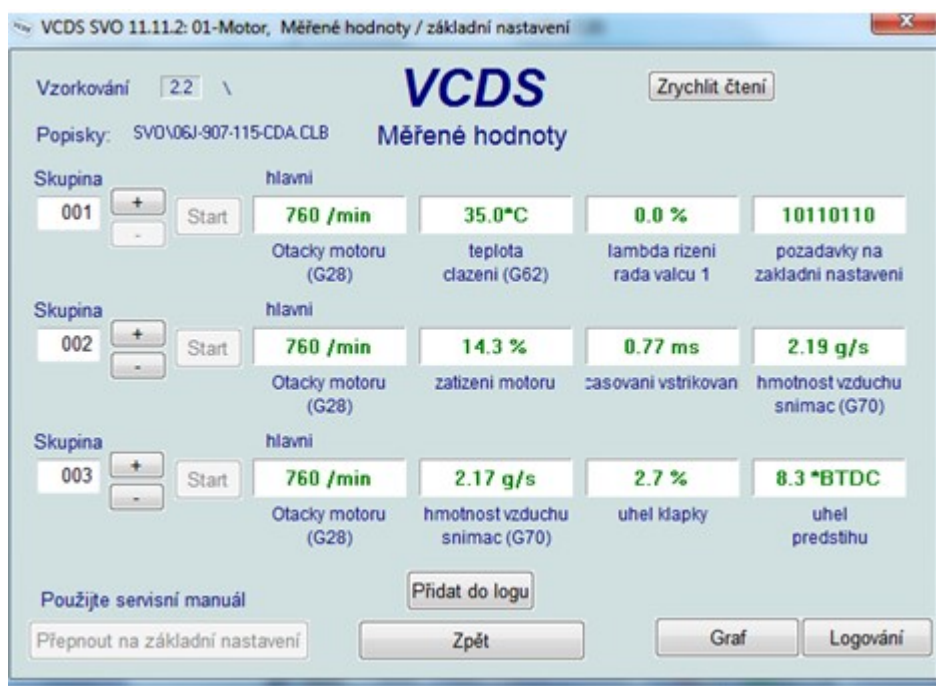 VCDS SVO 11.11.2: 01-Motor, Měřené hodnoty / základní nastavení
Vzorkování 2.2 \
VCDS
Zrychlit čtení
Popisky: SVO\06J-907-115-CDA.CLB
Měřené hodnoty
Skupina hlavni
001 + - Start 760 /min 35.0*C 0.0 % 10110110
Otacky motoru teplota lambda rizeni pozadavky na
(G28) clazeni (G62) rada valcu 1 zakladni nastaveni
Skupina hlavni
002 + - Start 760 /min 14.3 % 0.77 ms 2.19 g/s
Otacky motoru zatizeni motoru casovani vstrikovan hmotnost vzduchu
(G28) snimac (G70)
Skupina hlavni
003 + - Start 760 /min 2.17 g/s 2.7 % 8.3 *BTDC
Otacky motoru hmotnost vzduchu uhel klapky uhel
(G28) snimac (G70) predstihu
Použijte servisní manuál
Přidat do logu
Přepnout na základní nastavení Zpět Graf Logování